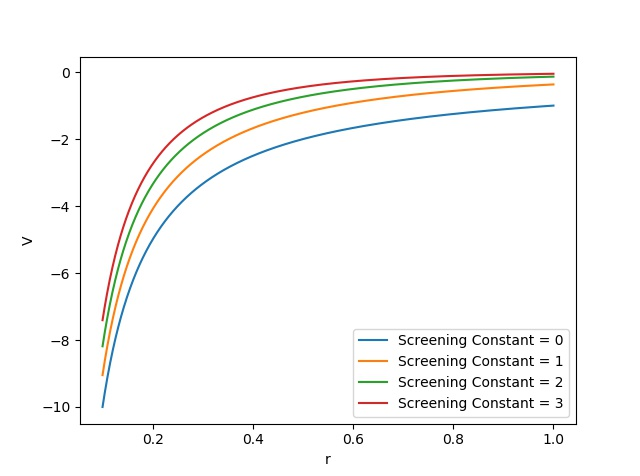 0
−2
−4
−6
−8
−10
V
Screening Constant = 0
Screening Constant = 1
Screening Constant = 2
Screening Constant = 3
0.2 0.4 0.6 0.8 1.0
r